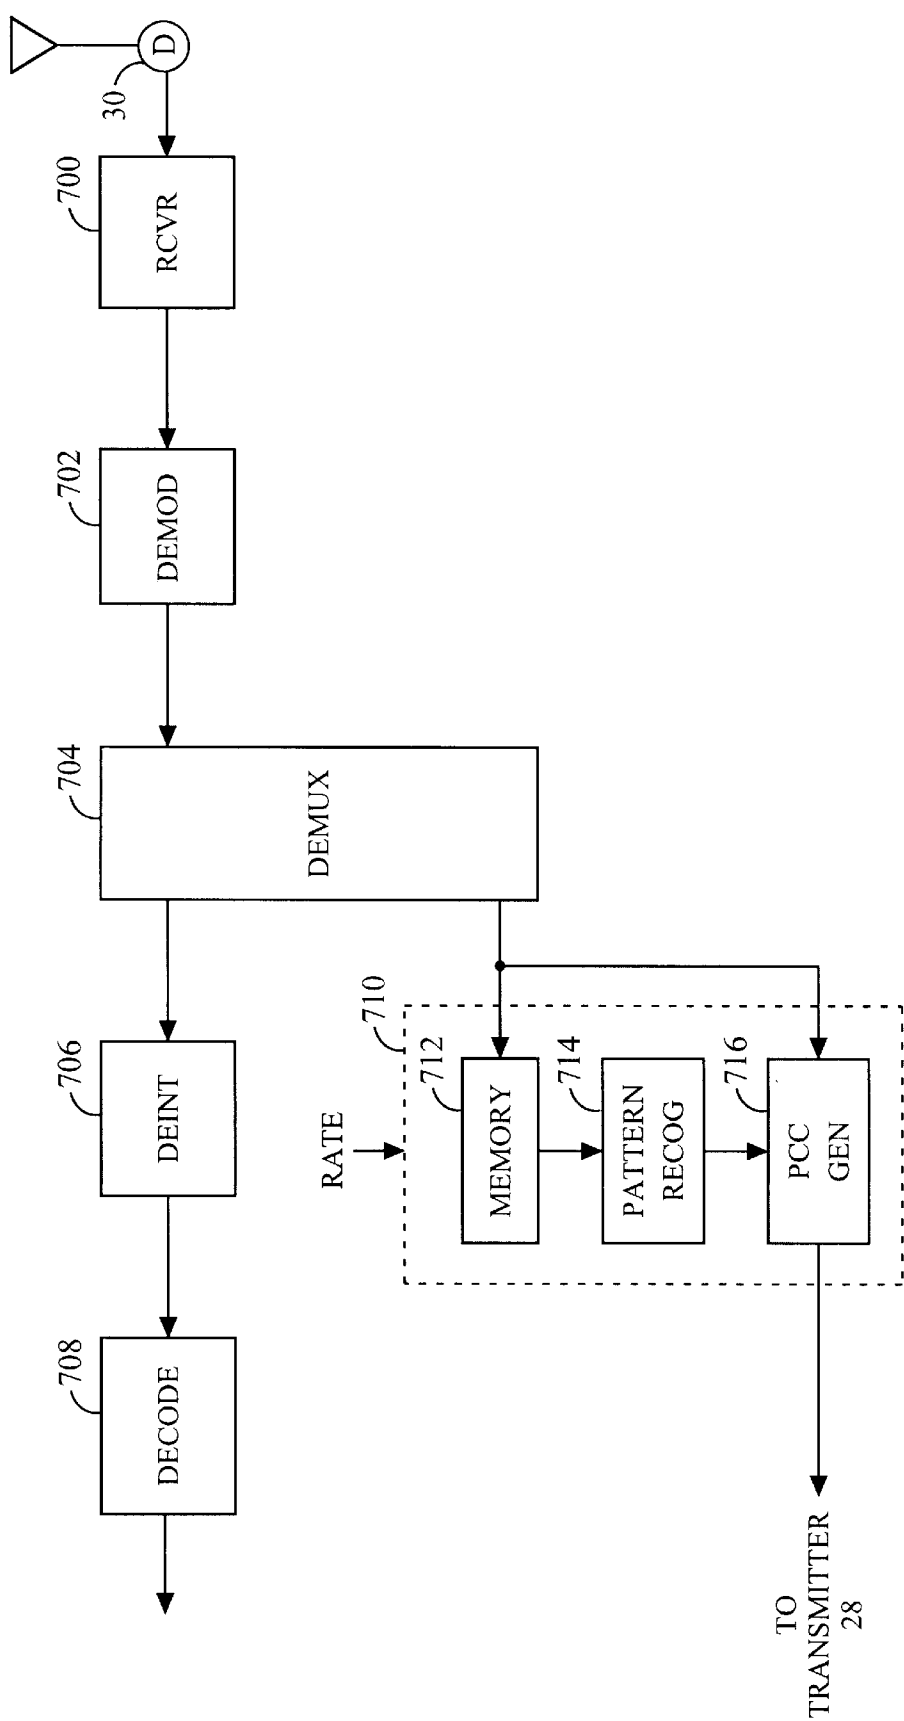 D
30
700
RCVR
702
DEMOD
704
DEMUX
706
DEINT
708
DECODE
RATE
710
712
MEMORY
714
PATTERN
RECOG
716
PCC
GEN
TO
TRANSMITTER
28